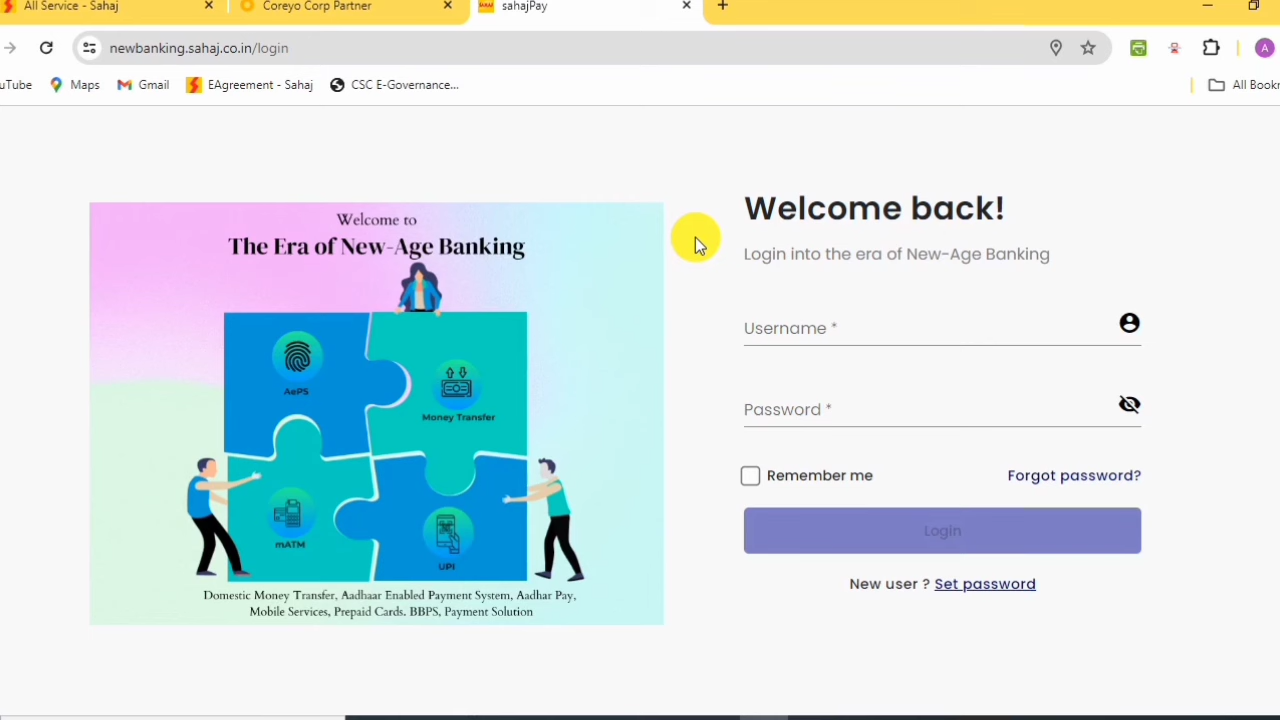 All Service - Sahaj
Coreyo Corp Partner
sahajPay
newbanking.sahaj.co.in/login
A
uTube
Maps
Gmail
EAgreement - Sahaj
CSC E-Governance...
All Bookr
Welcome to
The Era of New-Age Banking
AePS
Money Transfer
mATM
UPI
Domestic Money Transfer, Aadhaar Enabled Payment System, Aadhar Pay,
Mobile Services, Prepaid Cards. BBPS, Payment Solution
Welcome back!
Login into the era of New-Age Banking
Username *
Password *
Remember me
Forgot password?
Login
New user ? Set password